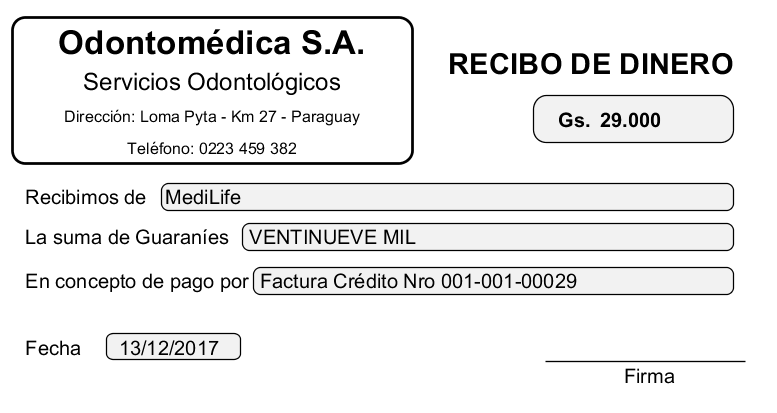 Odontomédica S.A.
Servicios Odontológicos
Dirección: Loma Pyta - Km 27 - Paraguay
Teléfono: 0223 459 382
RECIBO DE DINERO
Gs. 29.000
Recibimos de MediLife
La suma de Guaraníes VENTINUEVE MIL
En concepto de pago por Factura Crédito Nro 001-001-00029
Fecha 13/12/2017
Firma